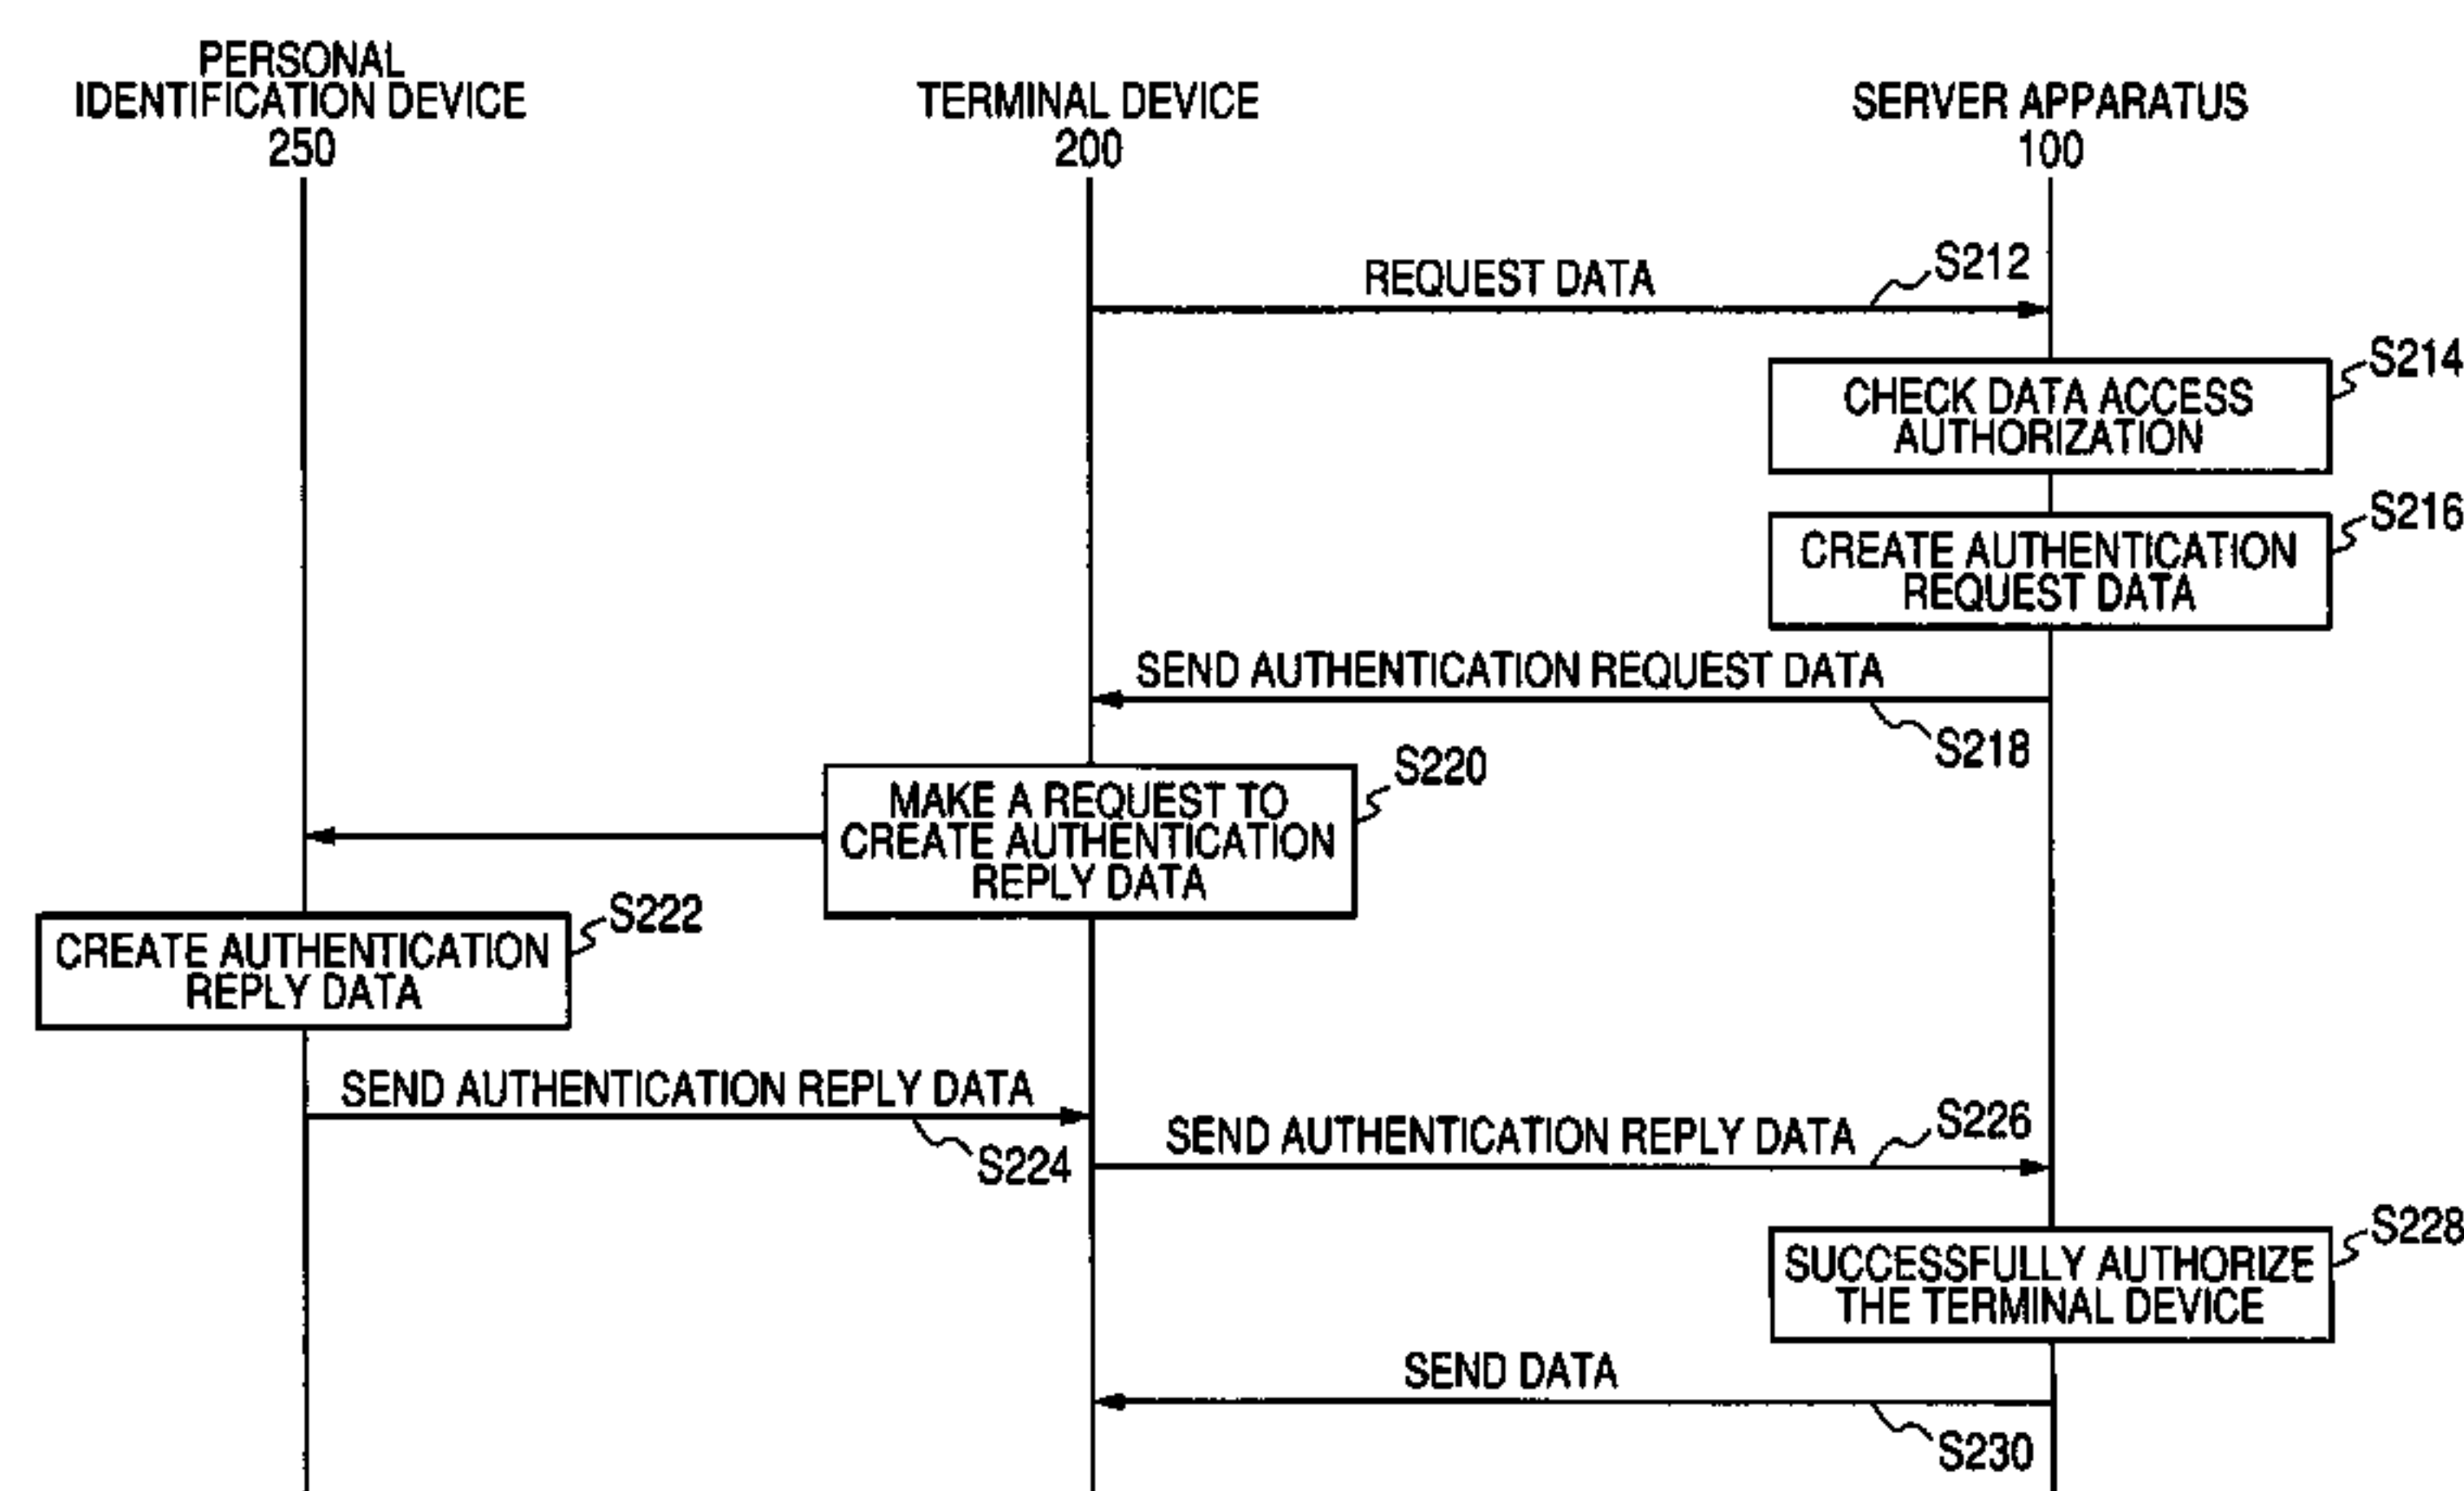 PERSONAL
IDENTIFICATION DEVICE
250
TERMINAL DEVICE
200
SERVER APPARATUS
100
REQUEST DATA
S212
CHECK DATA ACCESS
AUTHORIZATION
S214
CREATE AUTHENTICATION
REQUEST DATA
S216
SEND AUTHENTICATION REQUEST DATA
S218
MAKE A REQUEST TO
CREATE AUTHENTICATION
REPLY DATA
S220
CREATE AUTHENTICATION
REPLY DATA
S222
SEND AUTHENTICATION REPLY DATA
S224
SEND AUTHENTICATION REPLY DATA
S226
SUCCESSFULLY AUTHORIZE
THE TERMINAL DEVICE
S228
SEND DATA
S230